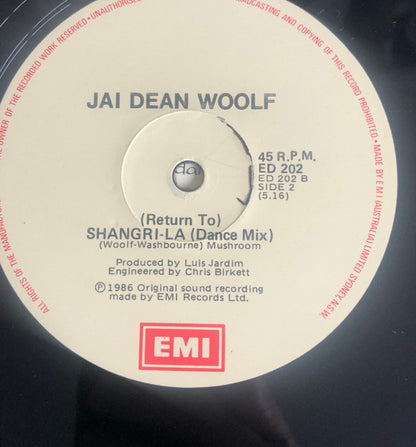 JAI DEAN WOOLF
45 R.P.M.
ED 202
ED 202 B
SIDE 2
(5.16)
(Return To)
SHANGRI-LA (Dance Mix)
(Woolf-Washbourne) Mushroom
Produced by Luis Jardim
Engineered by Chris Birkett
Ⓟ 1986 Original sound recording
made by EMI Records Ltd.
EMI
ALL RIGHTS OF THE MANUFACTUR
OWNER OF THE RECORDED WORK RESERVED
BROADCASTING AND COPYING OF THIS RECORD PROHIBITED • MADE BY EMI (AUSTRALIA) LIMITED SYDNEY N.S.W.